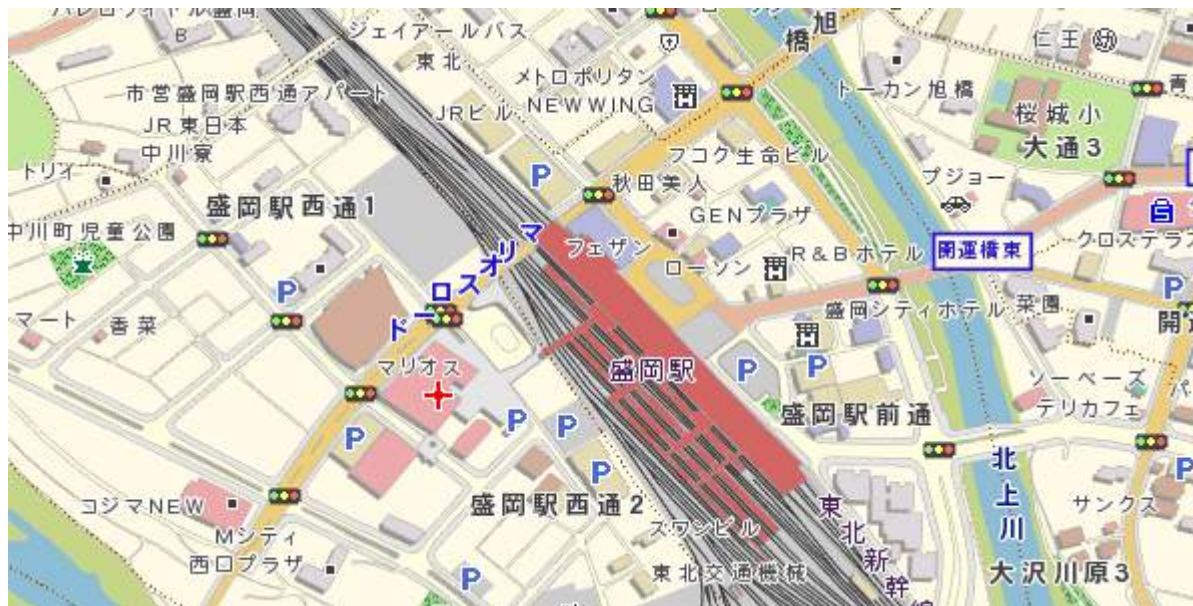 ジェイアールバス
東北
旭橋
仁王
メトロポリタン
NEWWING
トーカン旭橋
青
市営盛岡駅西通アパート
JRビル
桜城小
JR東日本
中川寮
大通3
トリイ
P
フコク生命ビル
秋田美人
プジョー
盛岡駅西通1
GENプラザ
中川町児童公園
マリオスロード
フェザン
ローソン
R&Bホテル
開運橋東
クロステラス
P
P
マート
香菜
盛岡シティホテル
菜園
マリオス
盛岡駅
P
P
ソーベーズ
テリカフェ
盛岡駅前通
P
P
P
P
P
北上川
コジマNEW
盛岡駅西通2
サンクス
スワンビル
Mシティ
西口プラザ
東北新幹線
P
東北交通機械
大沢川原3